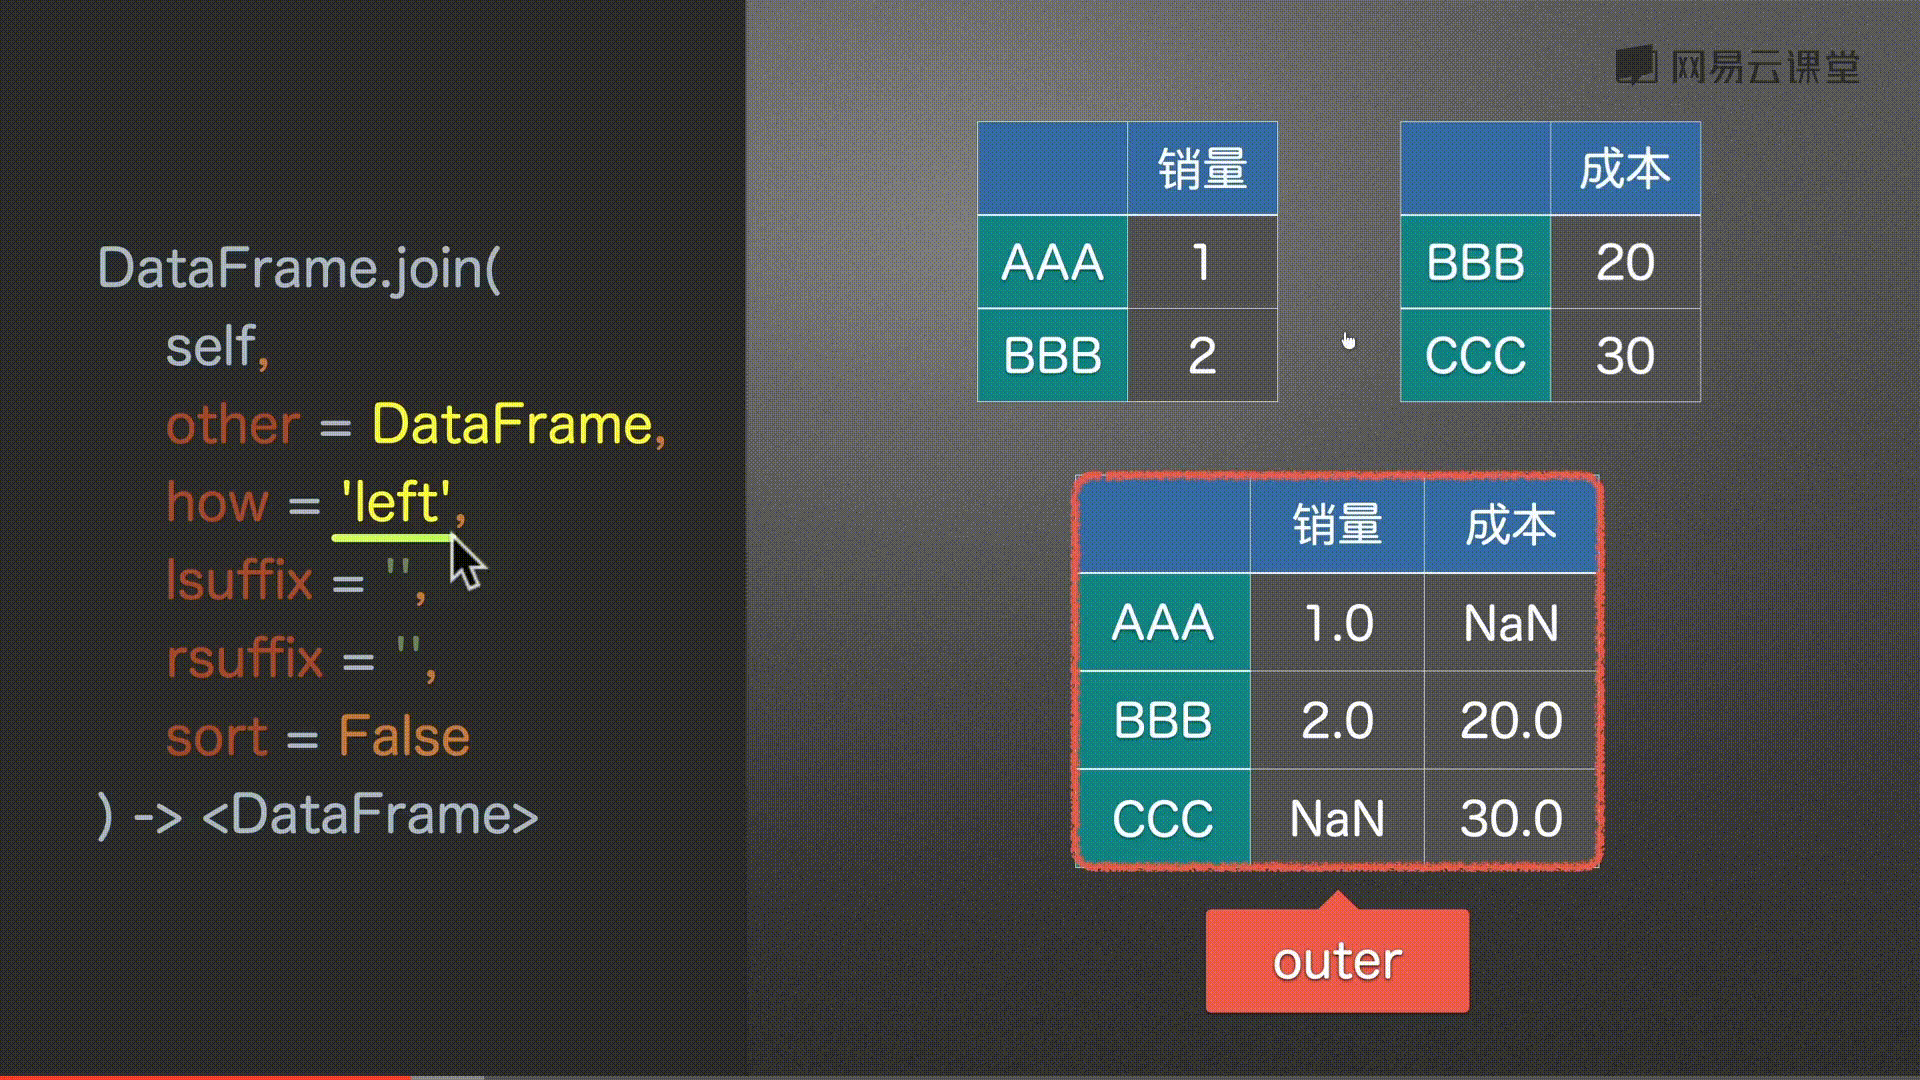 DataFrame.join(
self,
other = DataFrame,
how = 'left',
lsuffix = '',
rsuffix = '',
sort = False
) -> <DataFrame>
网易云课堂
销量
AAA 1
BBB 2
成本
BBB 20
CCC 30
销量 成本
AAA 1.0 NaN
BBB 2.0 20.0
CCC NaN 30.0
outer